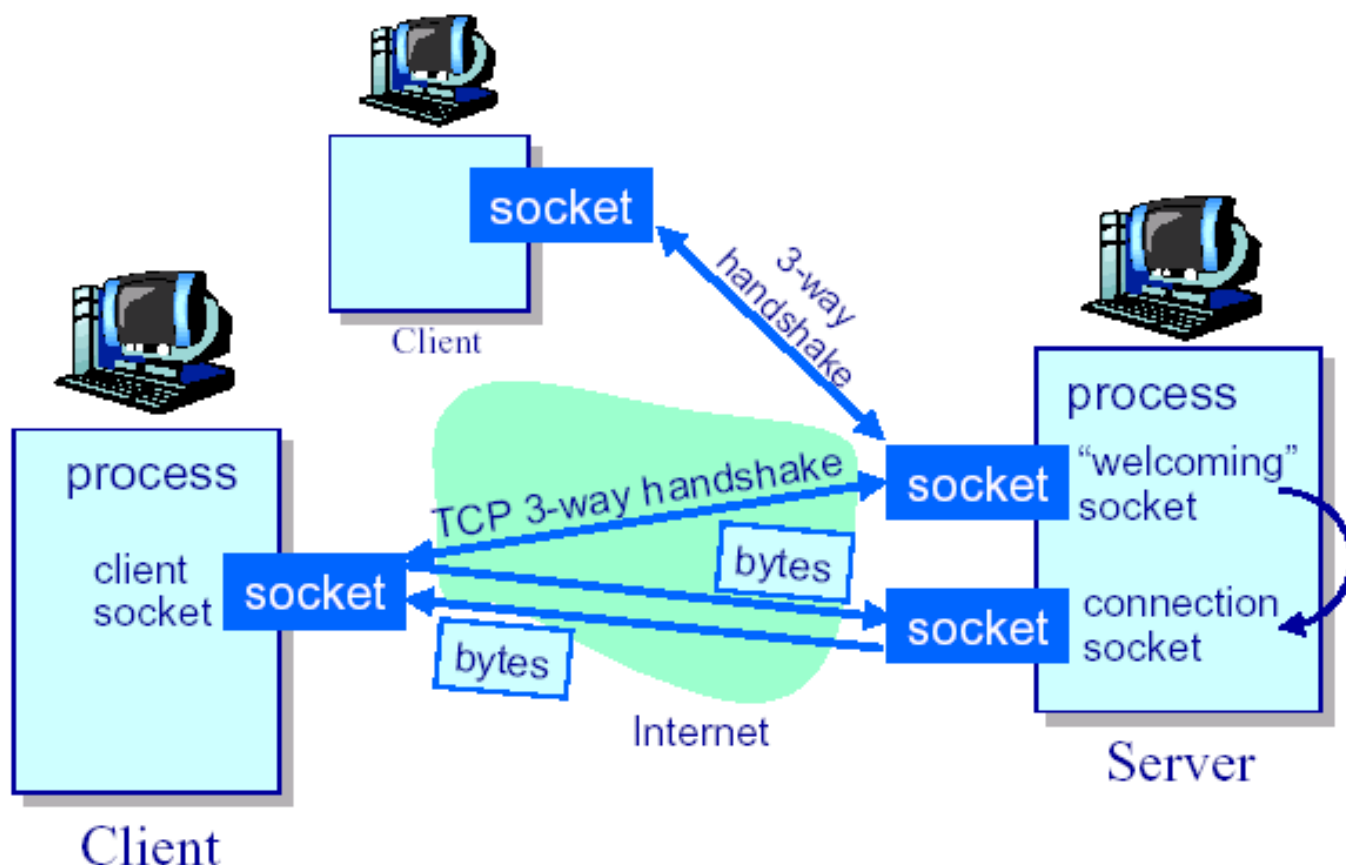 socket
Client
3-way
handshake
process
client
socket
socket
Client
TCP 3-way handshake
bytes
bytes
Internet
process
socket
“welcoming”
socket
socket
connection
socket
Server